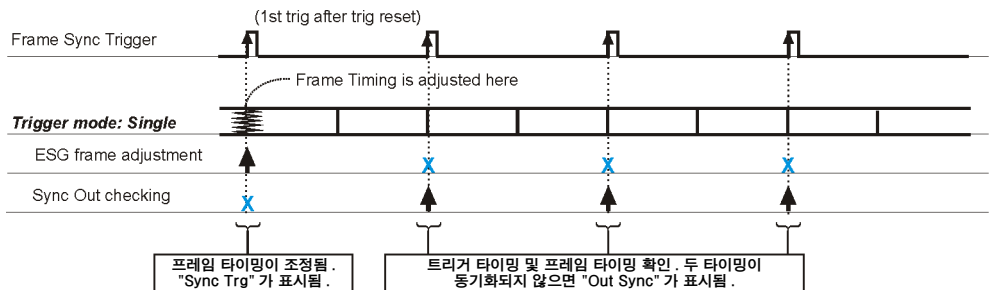 (1st trig after trig reset)
Frame Sync Trigger
Frame Timing is adjusted here
Trigger mode: Single
ESG frame adjustment
X X X
Sync Out checking
X
프레임 타이밍이 조정됨 .
"Sync Trg" 가 표시됨 .
트리거 타이밍 및 프레임 타이밍 확인 . 두 타이밍이
동기화되지 않으면 "Out Sync" 가 표시됨 .